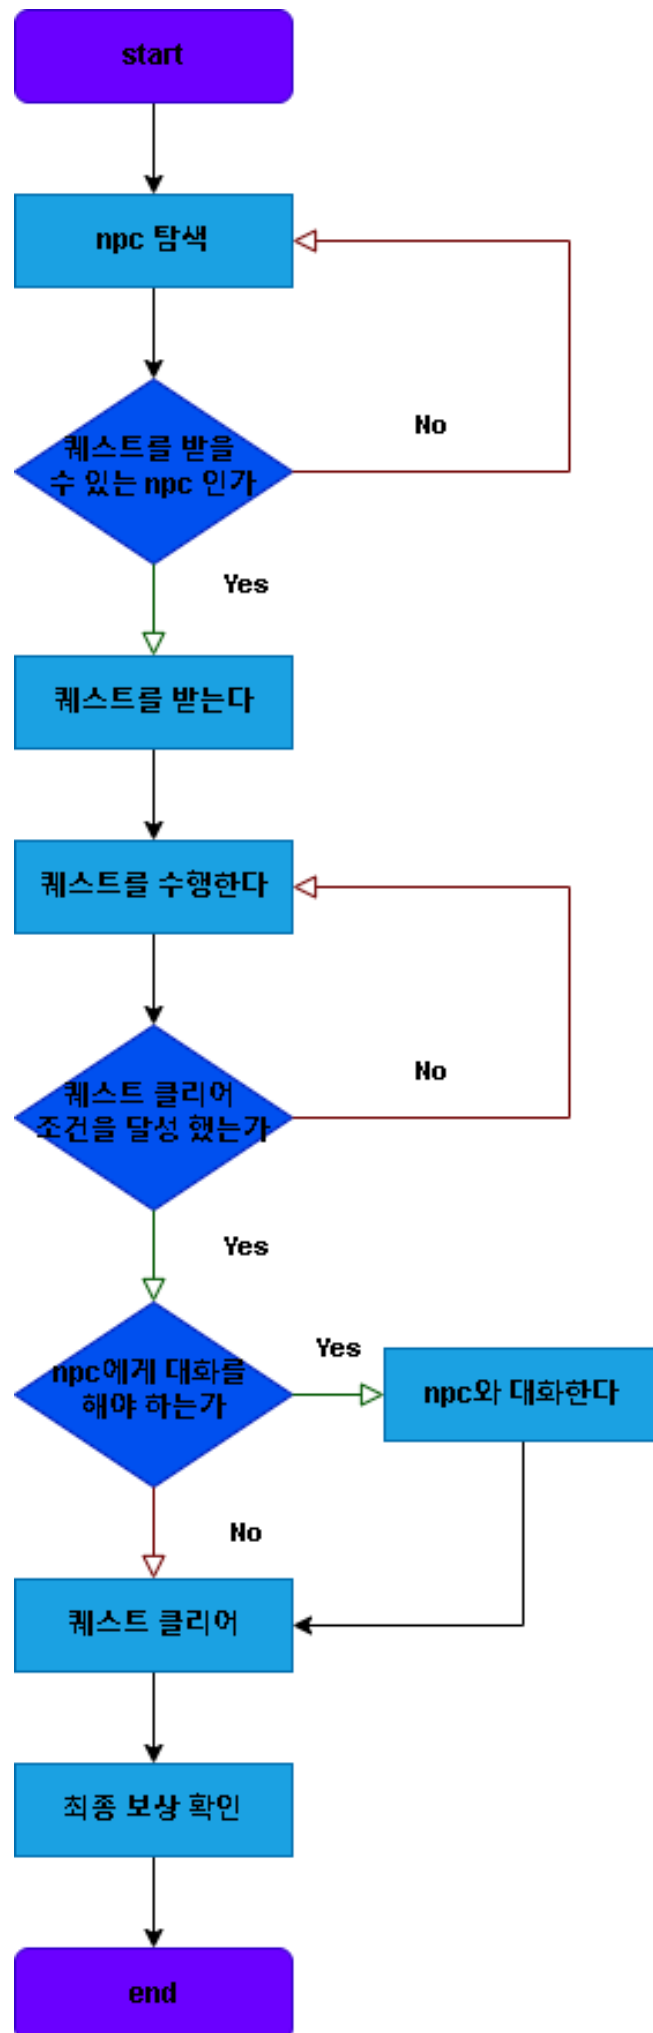 start
npc 탐색
퀘스트를 받을
수 있는 npc 인가
No
Yes
퀘스트를 받는다
퀘스트를 수행한다
퀘스트 클리어
조건을 달성 했는가
No
Yes
npc에게 대화를
해야 하는가
Yes
npc와 대화한다
No
퀘스트 클리어
최종 보상 확인
end